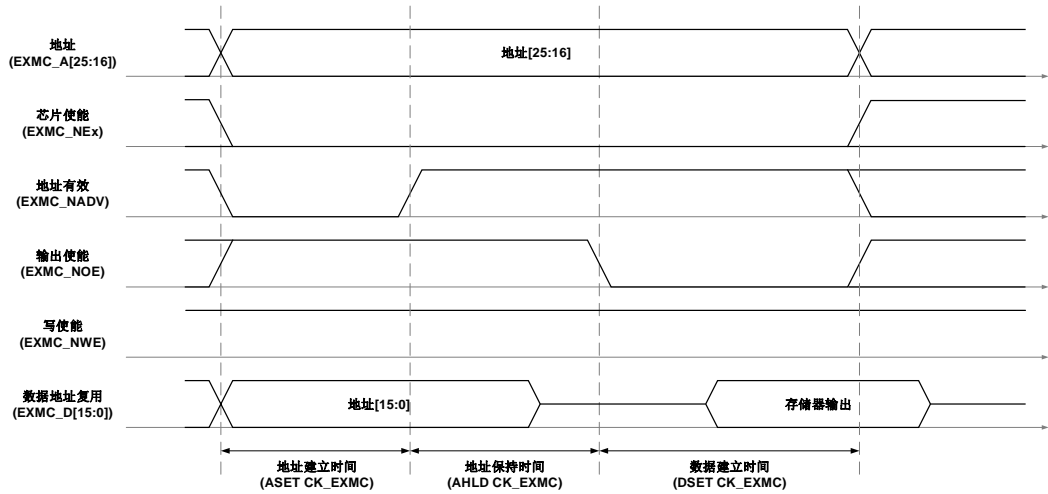 地址
(EXMC_A[25:16])
地址[25:16]
芯片使能
(EXMC_NEx)
地址有效
(EXMC_NADV)
输出使能
(EXMC_NOE)
写使能
(EXMC_NWE)
数据地址复用
(EXMC_D[15:0])
地址[15:0]
存储器输出
地址建立时间
(ASET CK_EXMC)
地址保持时间
(AHLD CK_EXMC)
数据建立时间
(DSET CK_EXMC)